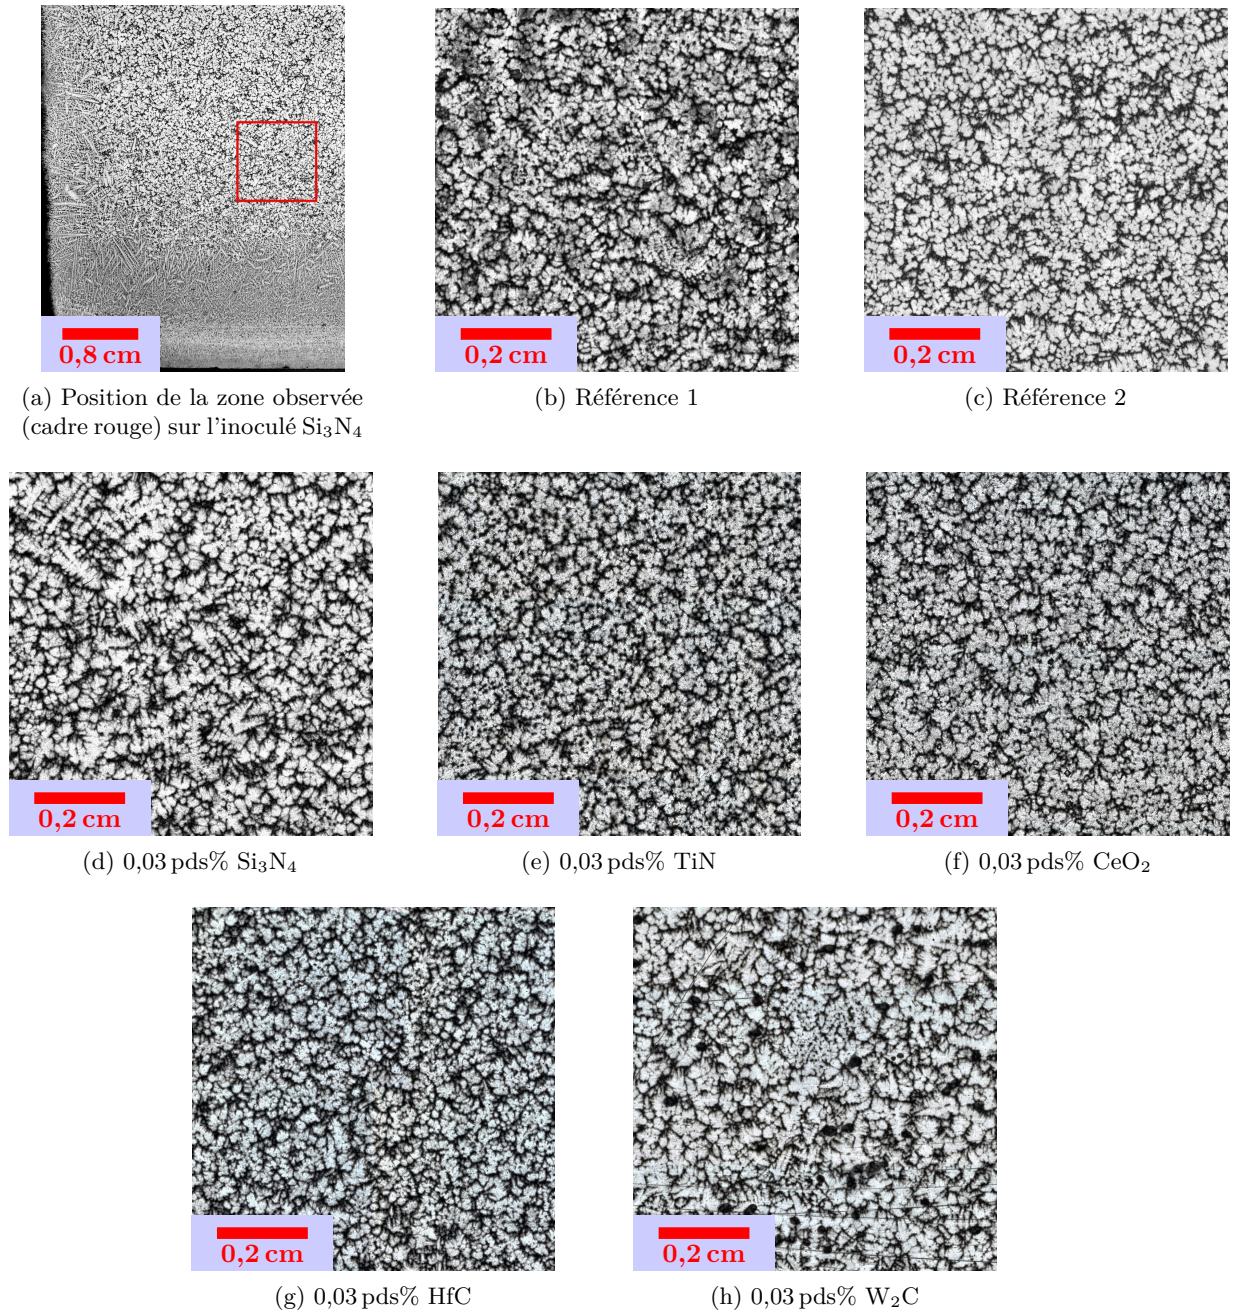 0,8 cm
0,2 cm
0,2 cm
(a) Position de la zone observée
(cadre rouge) sur l'inoculé Si₃N₄
(b) Référence 1
(c) Référence 2
0,2 cm
0,2 cm
0,2 cm
(d) 0,03 pds% Si₃N₄
(e) 0,03 pds% TiN
(f) 0,03 pds% CeO₂
0,2 cm
0,2 cm
(g) 0,03 pds% HfC
(h) 0,03 pds% W₂C